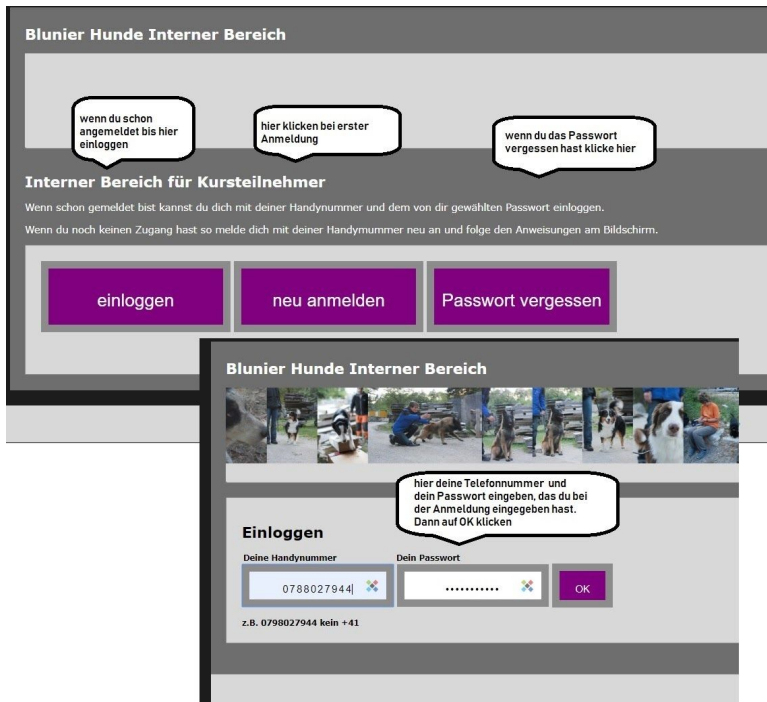 Blunier Hunde Interner Bereich
wenn du schon
angemeldet bis hier
einloggen
hier klicken bei erster
Anmeldung
wenn du das Passwort
vergessen hast klicke hier
Interner Bereich für Kursteilnehmer
Wenn schon gemeldet bist kannst du dich mit deiner Handynummer und dem von dir gewählten Passwort einloggen.
Wenn du noch keinen Zugang hast so melde dich mit deiner Handymummer neu an und folge den Anweisungen am Bildschirm.
einloggen
neu anmelden
Passwort vergessen
Blunier Hunde Interner Bereich
hier deine Telefonnummer und
dein Passwort eingeben, das du bei
der Anmeldung eingegeben hast.
Dann auf OK klicken
Einloggen
Deine Handynummer
Dein Passwort
0788027944
OK
z.B. 0798027944 kein +41